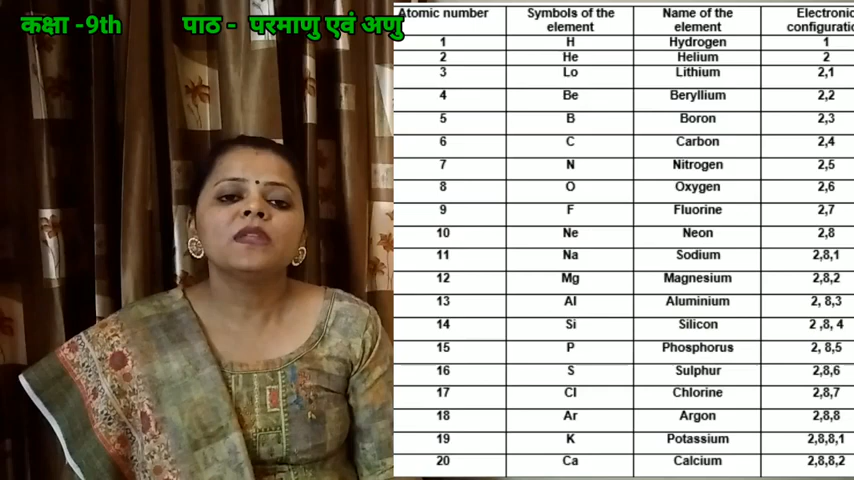 कक्षा -9th पाठ - परमाणु एवं अणु
Atomic number Symbols of the element Name of the element Electronic configuratio
1 H Hydrogen 1
2 He Helium 2
3 Lo Lithium 2,1
4 Be Beryllium 2,2
5 B Boron 2,3
6 C Carbon 2,4
7 N Nitrogen 2,5
8 O Oxygen 2,6
9 F Fluorine 2,7
10 Ne Neon 2,8
11 Na Sodium 2,8,1
12 Mg Magnesium 2,8,2
13 Al Aluminium 2, 8,3
14 Si Silicon 2 ,8, 4
15 P Phosphorus 2, 8,5
16 S Sulphur 2,8,6
17 Cl Chlorine 2,8,7
18 Ar Argon 2,8,8
19 K Potassium 2,8,8,1
20 Ca Calcium 2,8,8,2